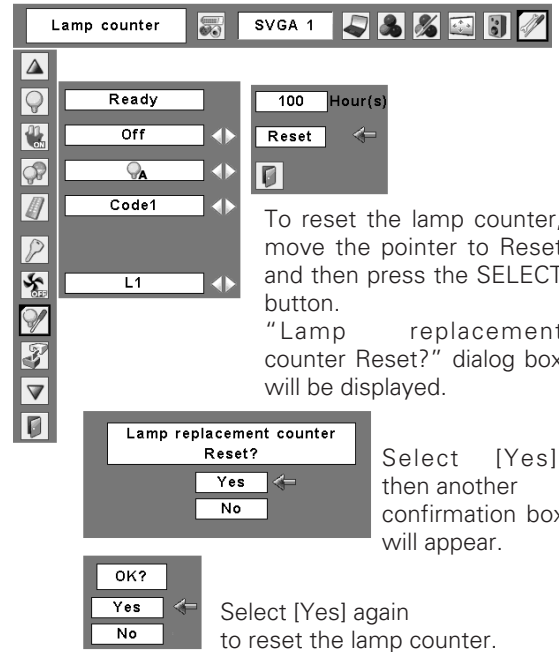 Lamp counter
SVGA 1
ON
Ready
Off
A
Code1
OFF
L1
100 Hour(s)
Reset
To reset the lamp counter,
move the pointer to Reset
and then press the SELECT
button.
“Lamp replacement
counter Reset?” dialog box
will be displayed.
Lamp replacement counter
Reset?
Yes
No
Select [Yes]
then another
confirmation box
will appear.
OK?
Yes
No
Select [Yes] again
to reset the lamp counter.